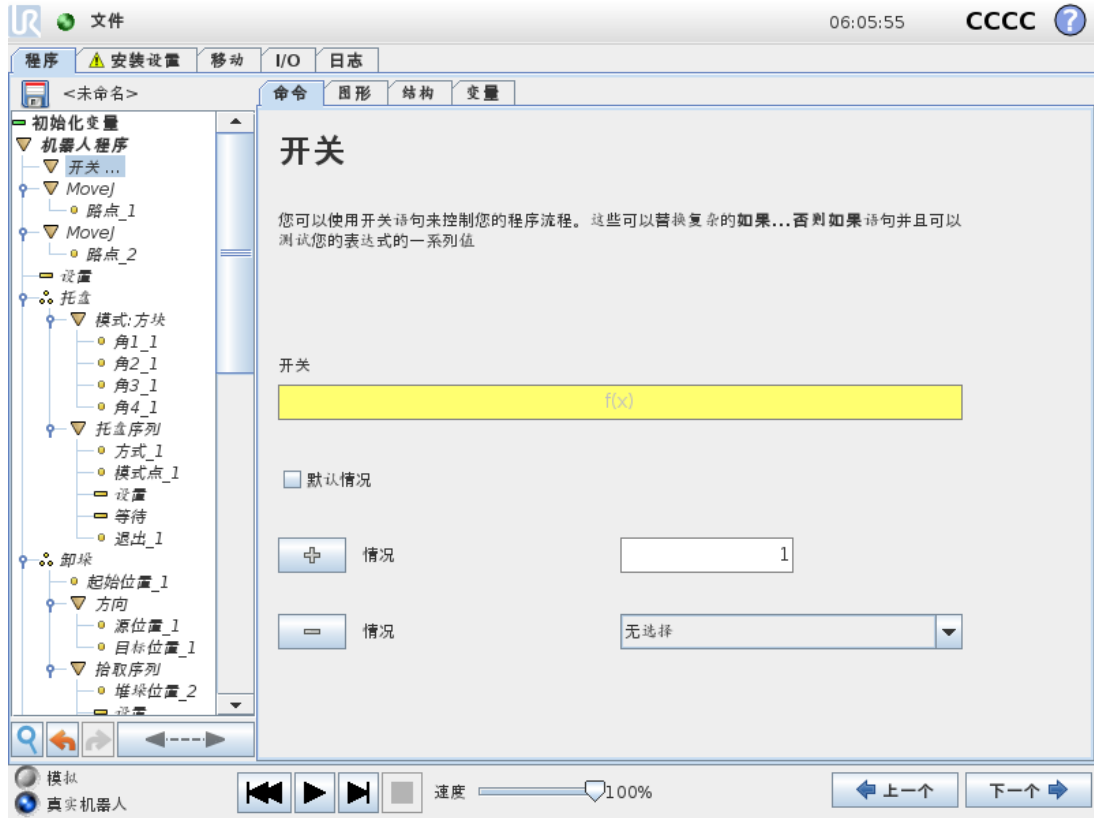 UR 文件 06:05:55 CCCC ?
程序 安装设置 移动 I/O 日志
<未命名> 命令 图形 结构 变量
初始化变量
机器人程序
开关 ...
MoveJ
路点_1
MoveJ
路点_2
设置
托盘
模式:方块
角1_1
角2_1
角3_1
角4_1
托盘序列
方式_1
模式点_1
设置
等待
退出_1
卸垛
起始位置_1
方向
源位置_1
目标位置_1
拾取序列
堆垛位置_2
设置
开关
您可以使用开关语句来控制您的程序流程。这些可以替换复杂的如果...否则如果语句并且可以
测试您的表达式的一系列值
开关
f(x)
默认情况
情况 1
情况 无选择
模拟
真实机器人
速度 100%
上一个 下一个